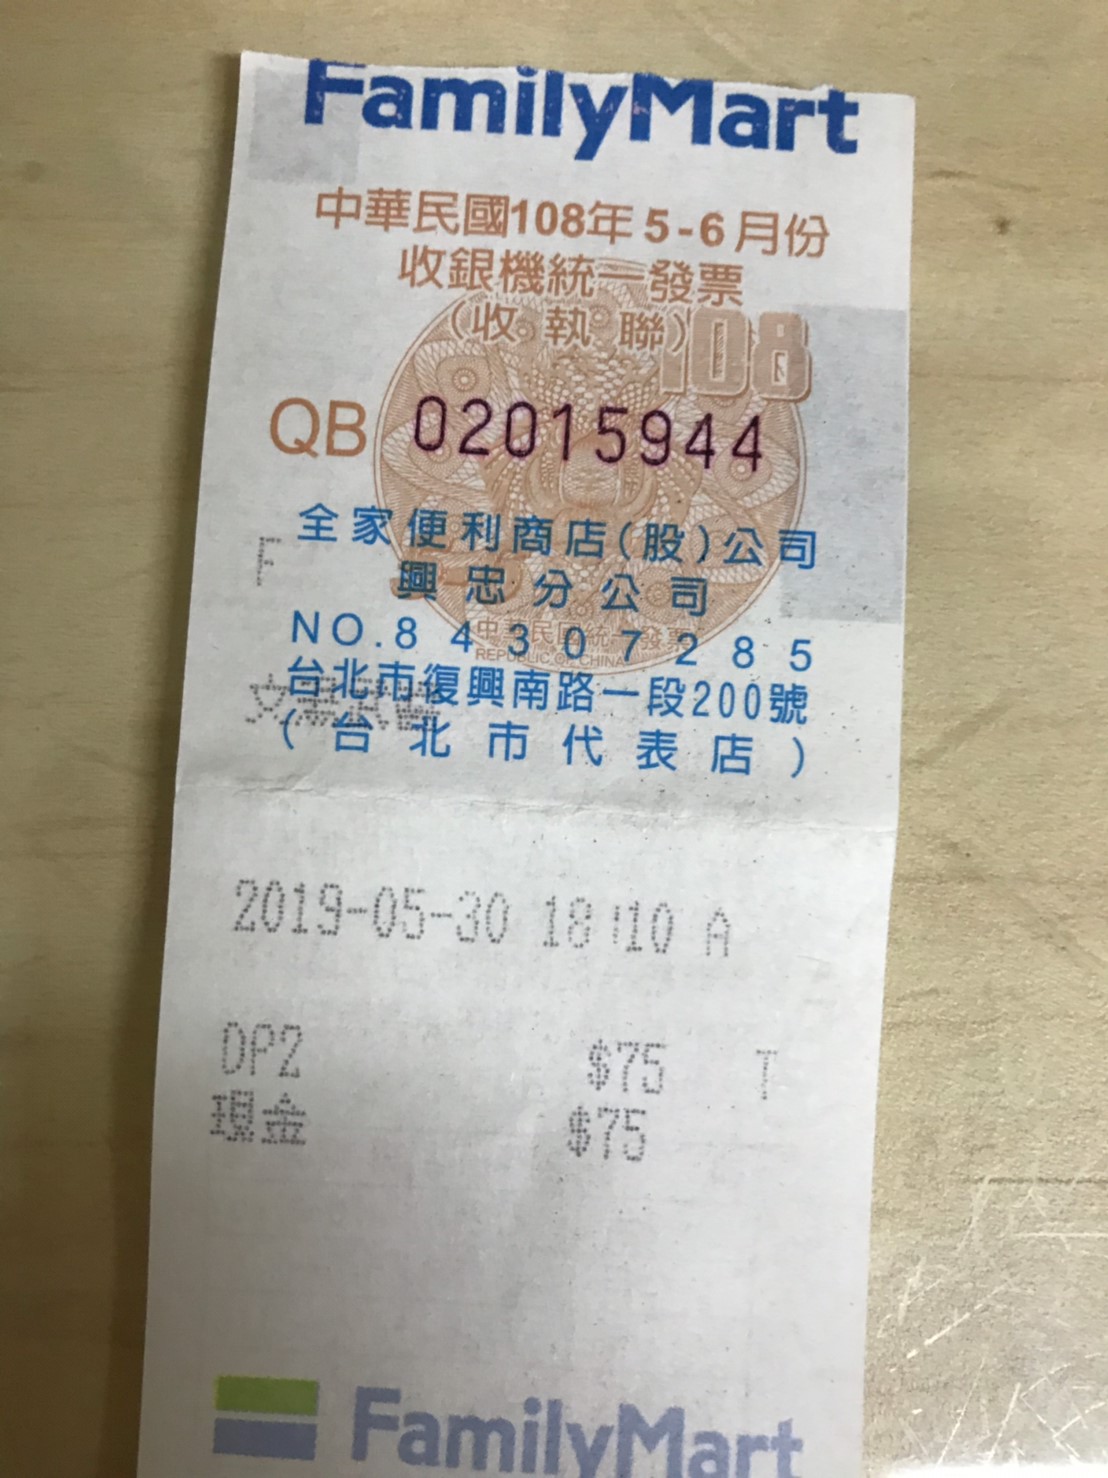 FamilyMart
中華民國108年5-6月份
收銀機統一發票
(收執聯)
108
QB 02015944
全家便利商店(股)公司
F
興忠分公司
中華民國統一發票
REPUBLIC OF CHINA
NO.84307285
台北市復興南路一段200號
(台北市代表店)
2019-05-30 18:10 A
DP2 $75 T
現金 $75
FamilyMart